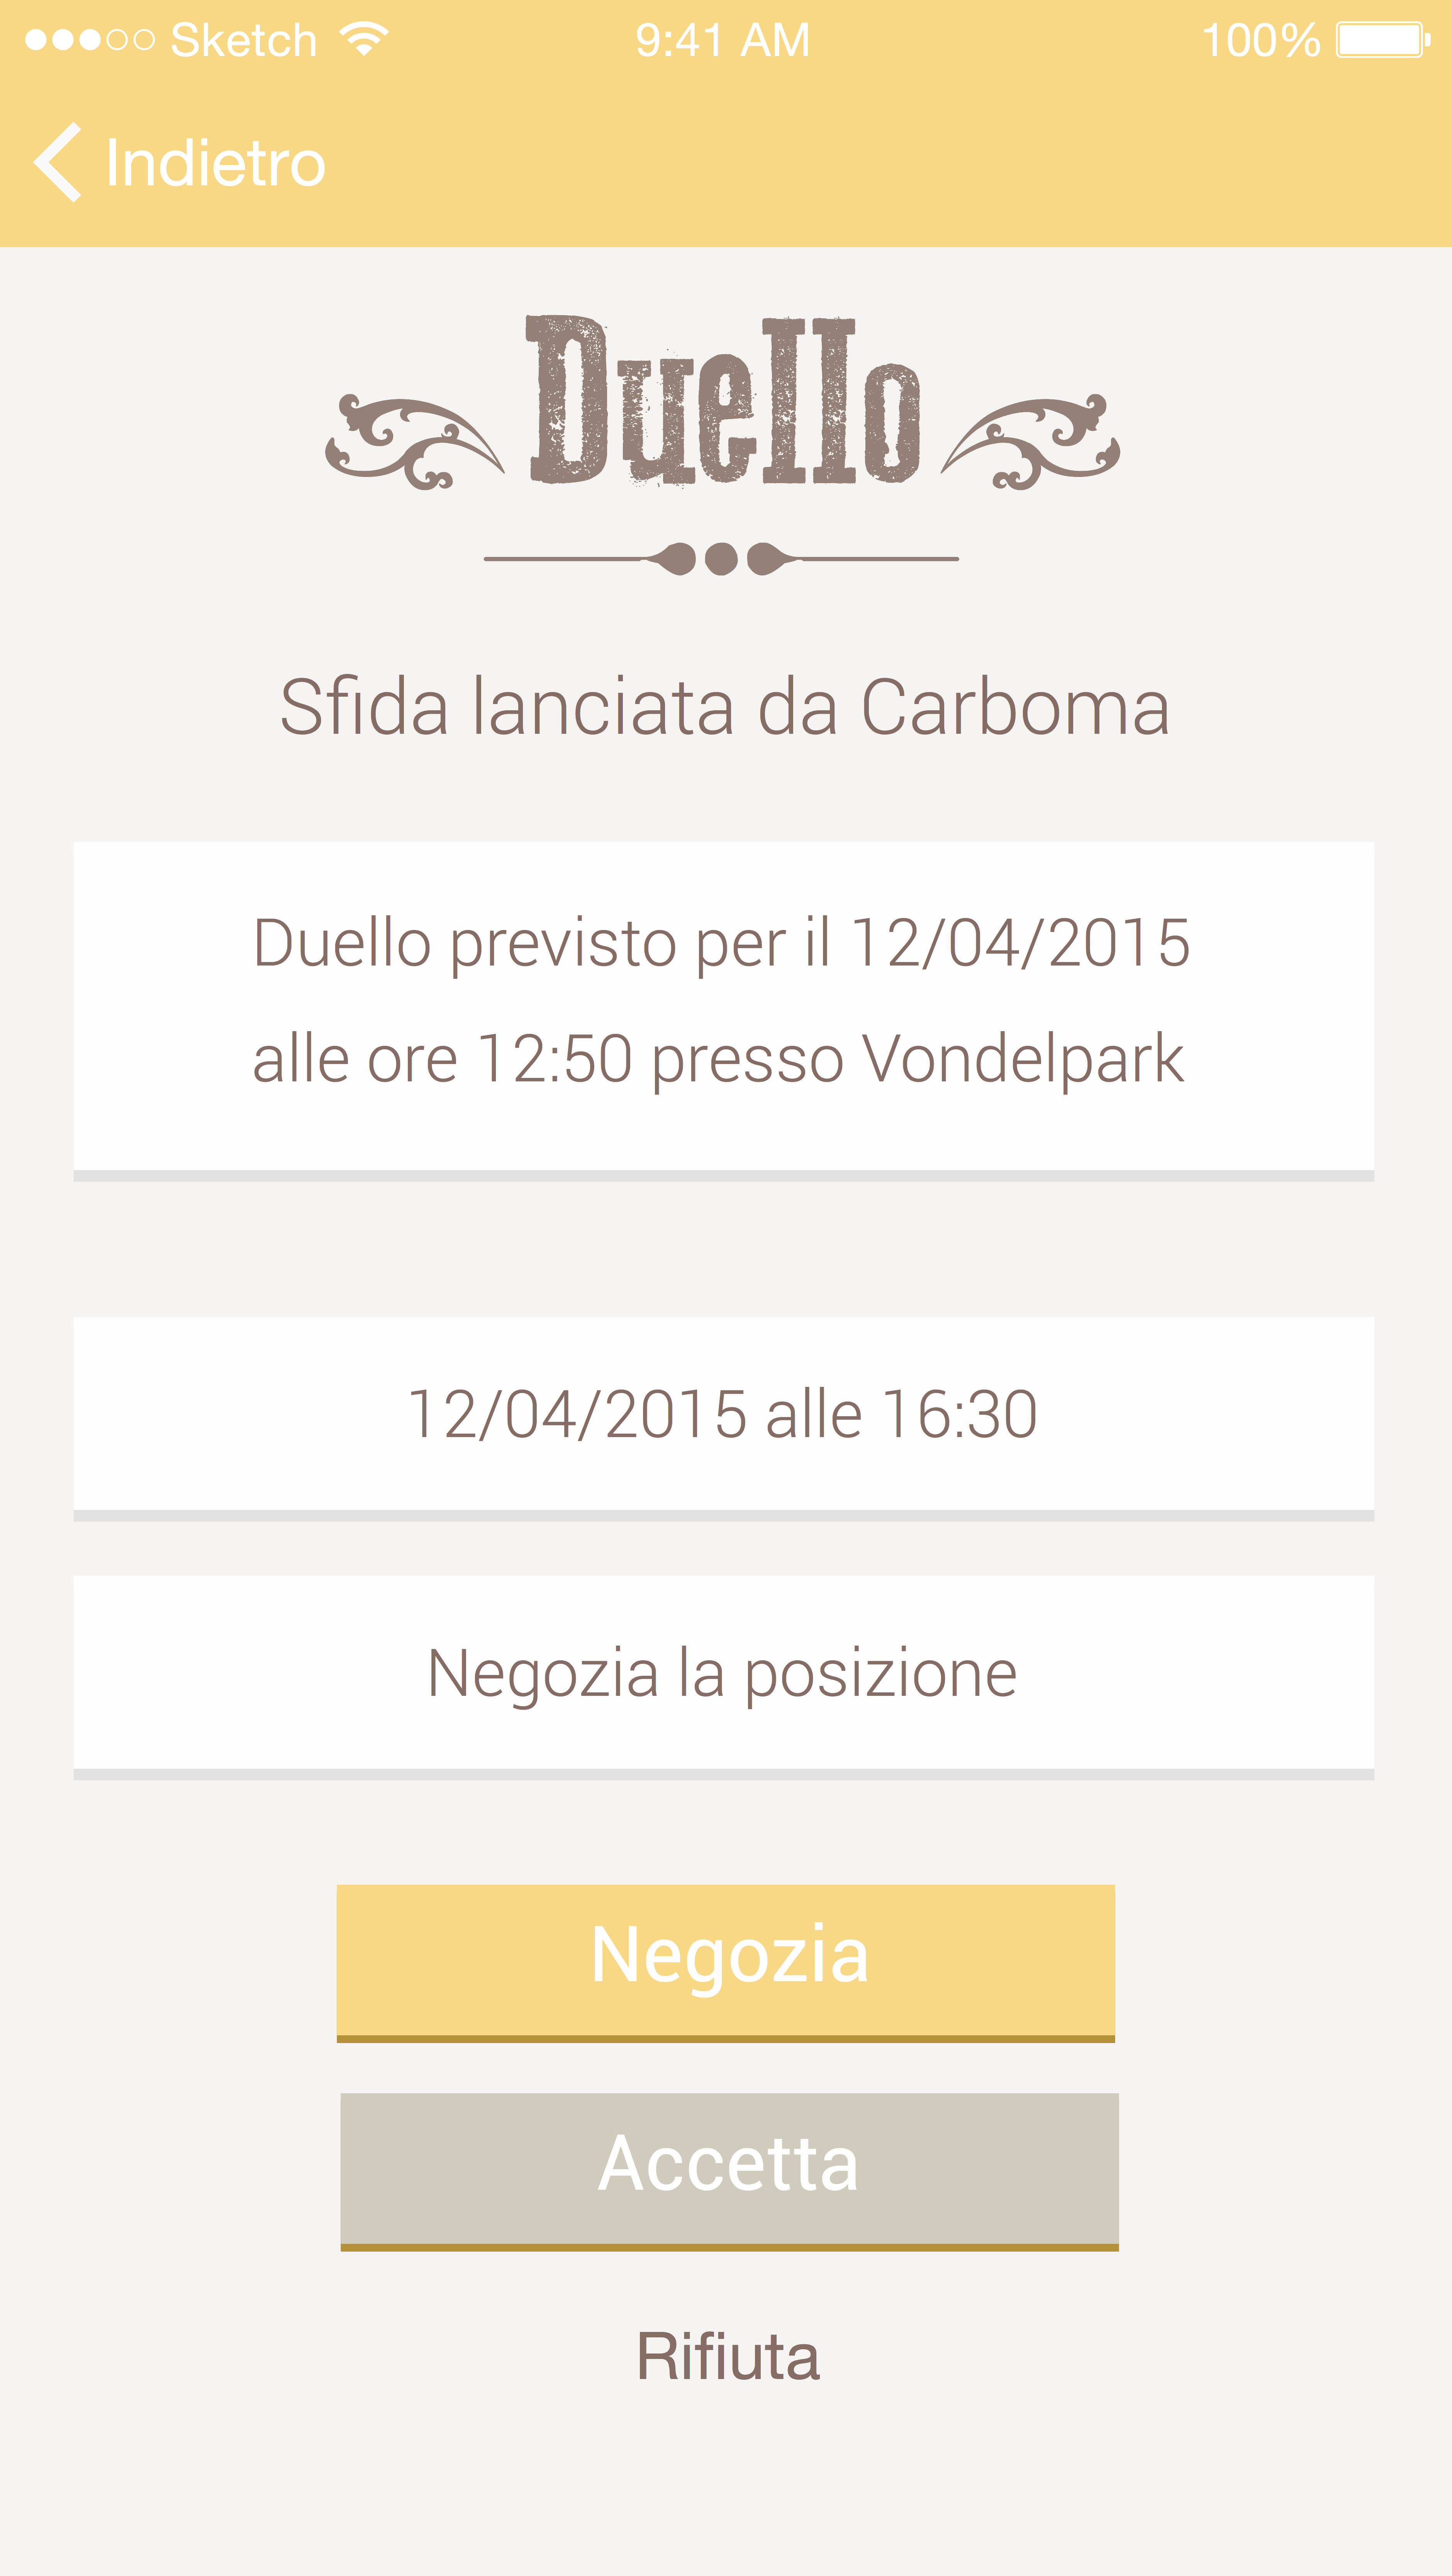 Sketch 9:41 AM 100%
Indietro
Duello
Sfida lanciata da Carboma
Duello previsto per il 12/04/2015
alle ore 12:50 presso Vondelpark
12/04/2015 alle 16:30
Negozia la posizione
Negozia
Accetta
Rifiuta